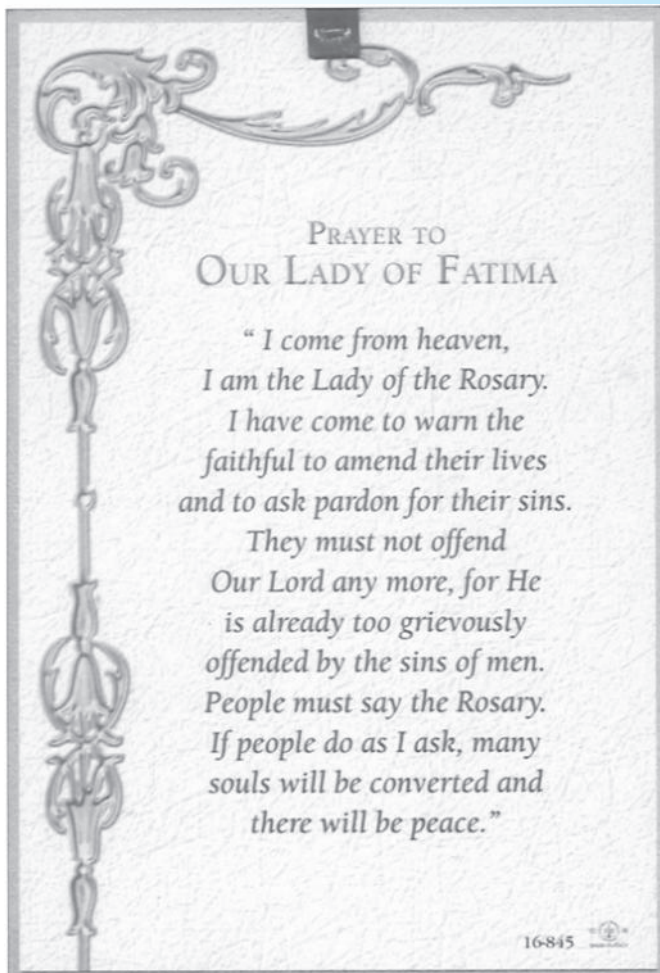 PRAYER TO
OUR LADY OF FATIMA
“ I come from heaven,
I am the Lady of the Rosary.
I have come to warn the
faithful to amend their lives
and to ask pardon for their sins.
They must not offend
Our Lord any more, for He
is already too grievously
offended by the sins of men.
People must say the Rosary.
If people do as I ask, many
souls will be converted and
there will be peace.”
16-845